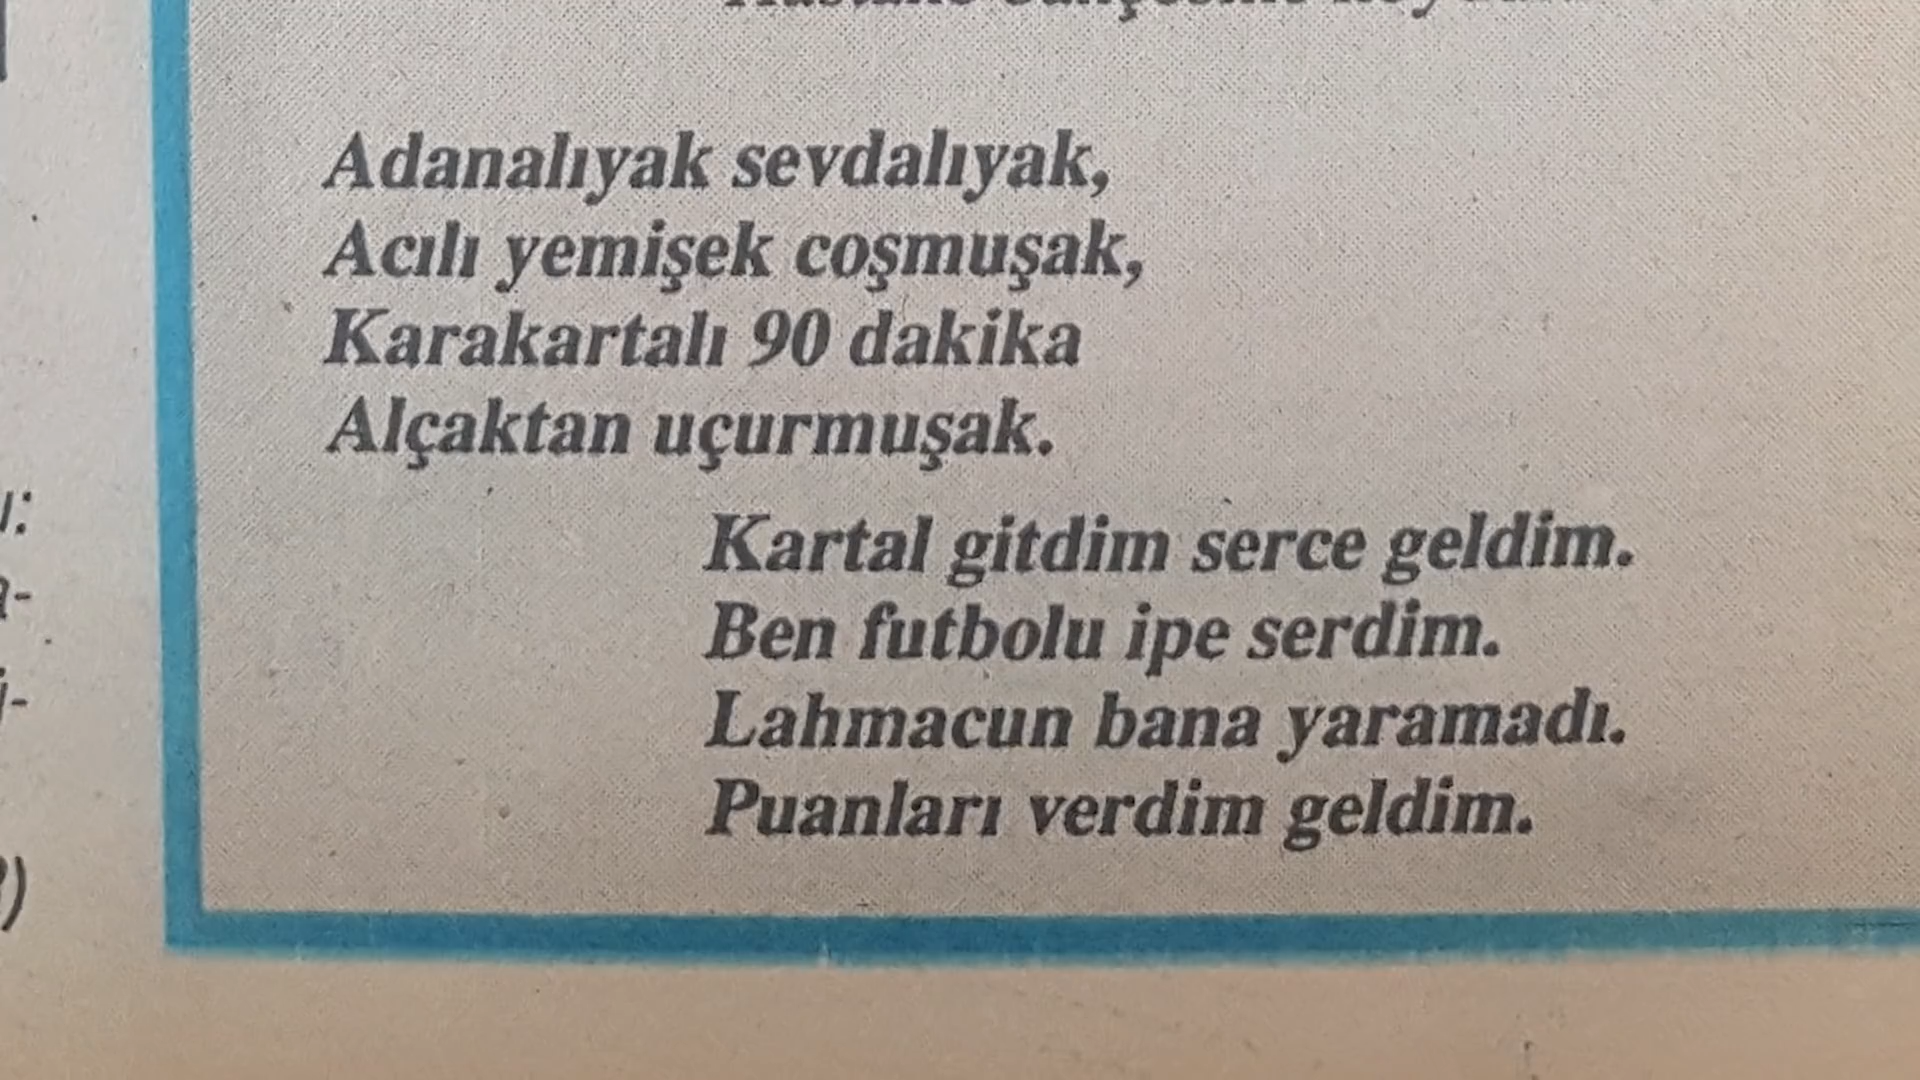 Adanalıyak sevdalıyak,
Acılı yemişek coşmuşak,
Karakartalı 90 dakika
Alçaktan uçurmuşak.
Kartal gitdim serce geldim.
Ben futbolu ipe serdim.
Lahmacun bana yaramadı.
Puanları verdim geldim.